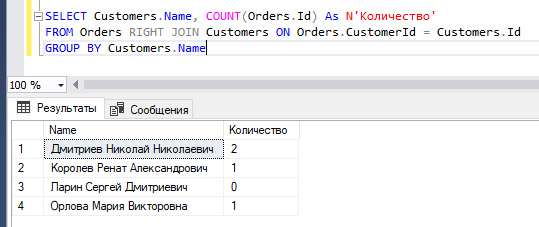 SELECT Customers.Name, COUNT(Orders.Id) As N'Количество'
FROM Orders RIGHT JOIN Customers ON Orders.CustomerId = Customers.Id
GROUP BY Customers.Name
100 %
Результаты Сообщения
Name Количество
1 Дмитриев Николай Николаевич 2
2 Королев Ренат Александрович 1
3 Ларин Сергей Дмитриевич 0
4 Орлова Мария Викторовна 1